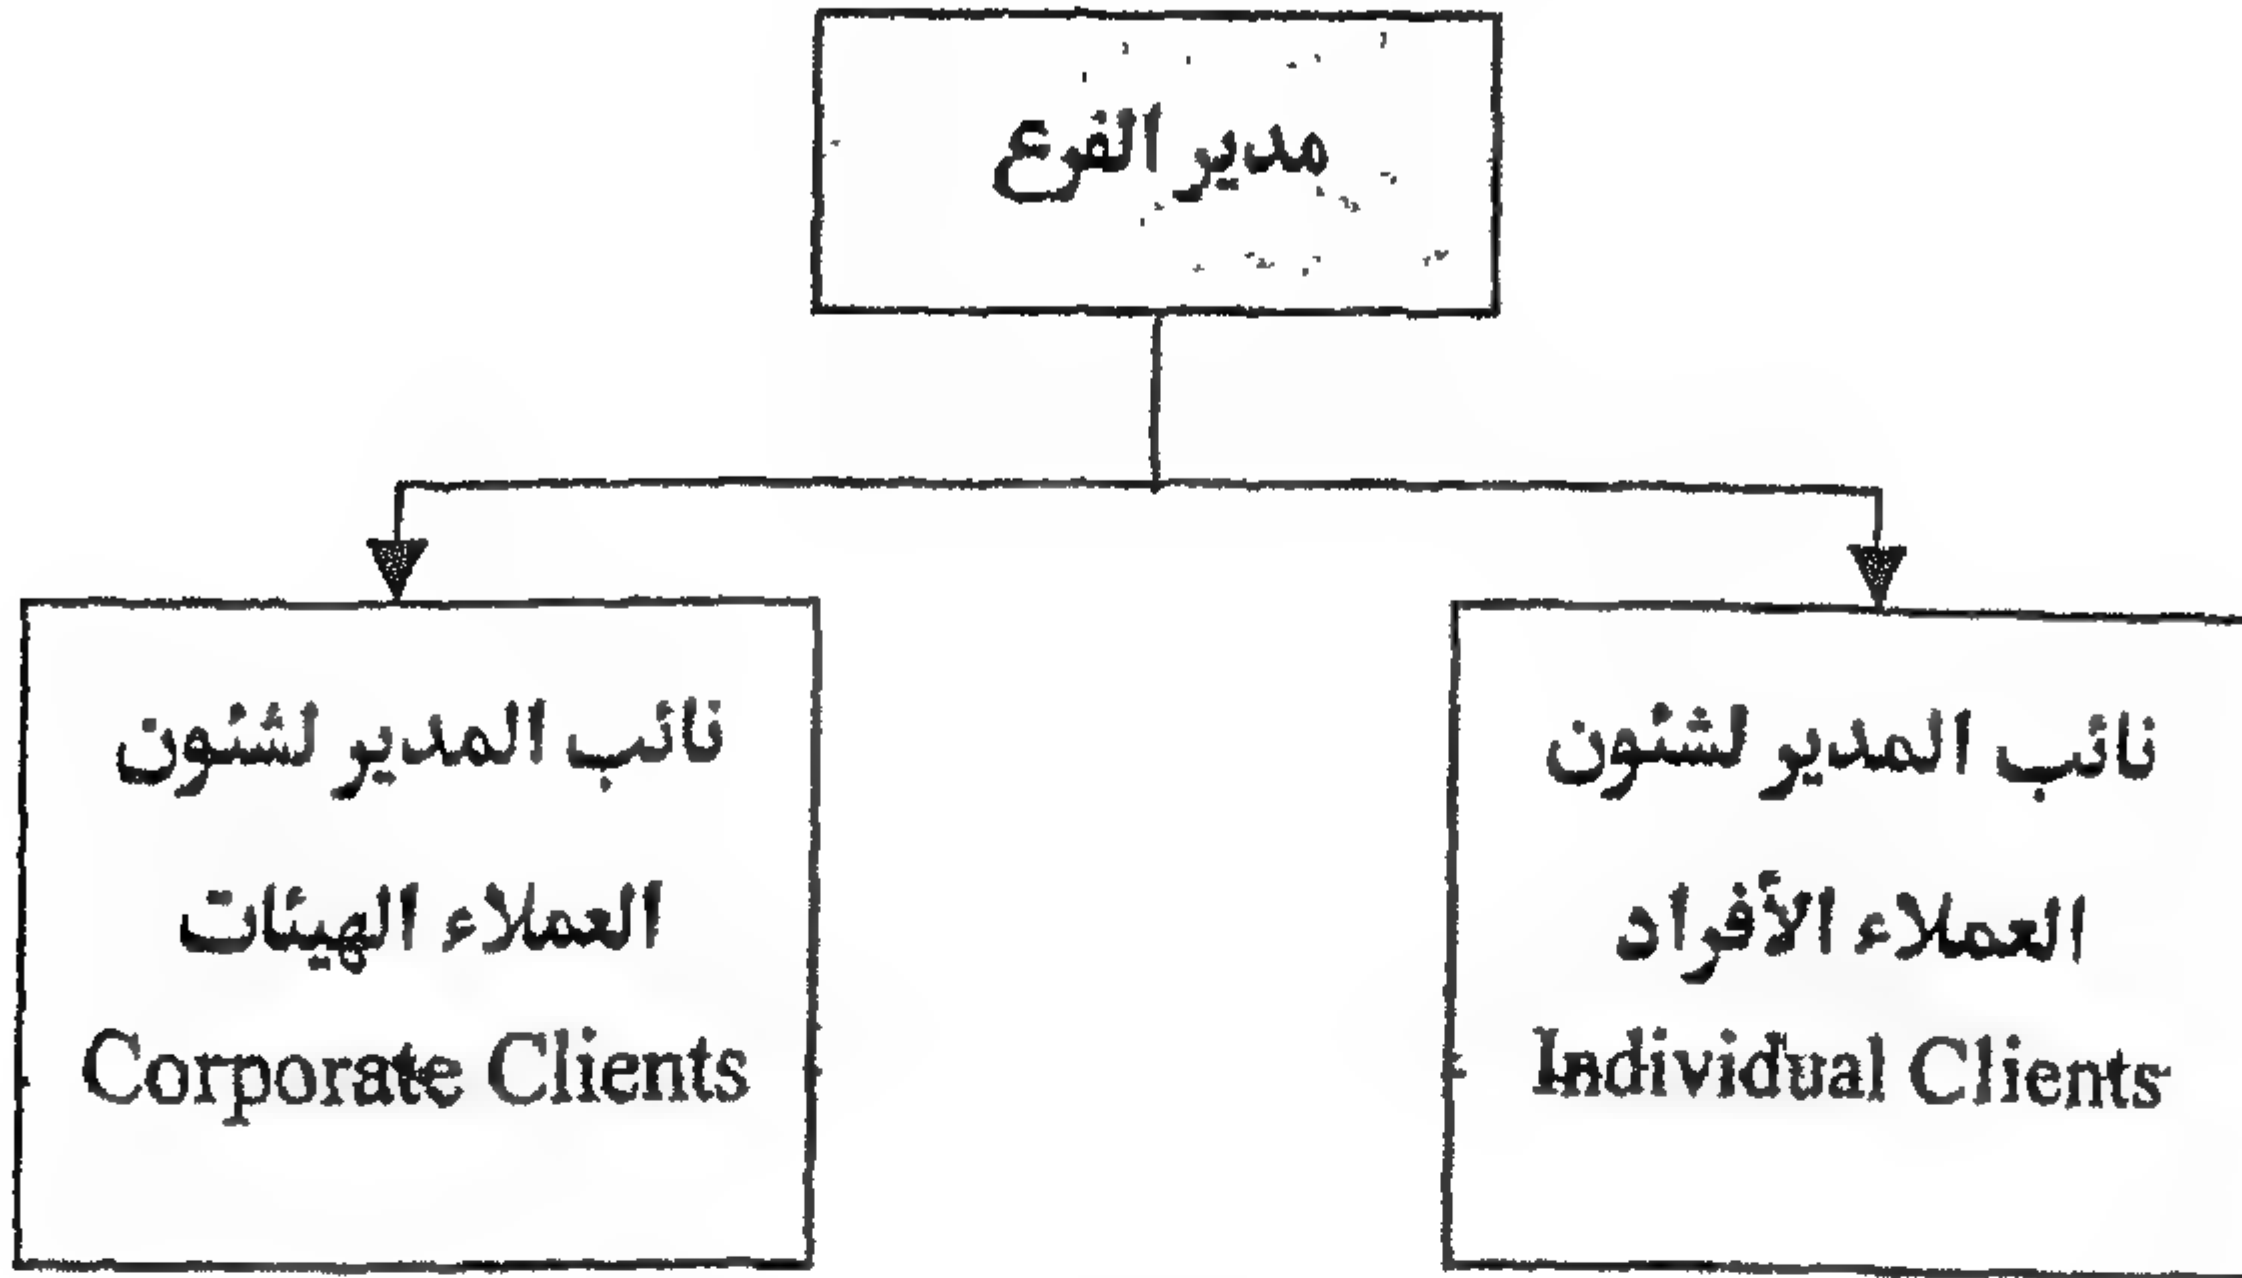 مدير الفرع
نائب المدير لشئون
العملاء الأفراد
Individual Clients
نائب المدير لشئون
العملاء الهيئات
Corporate Clients